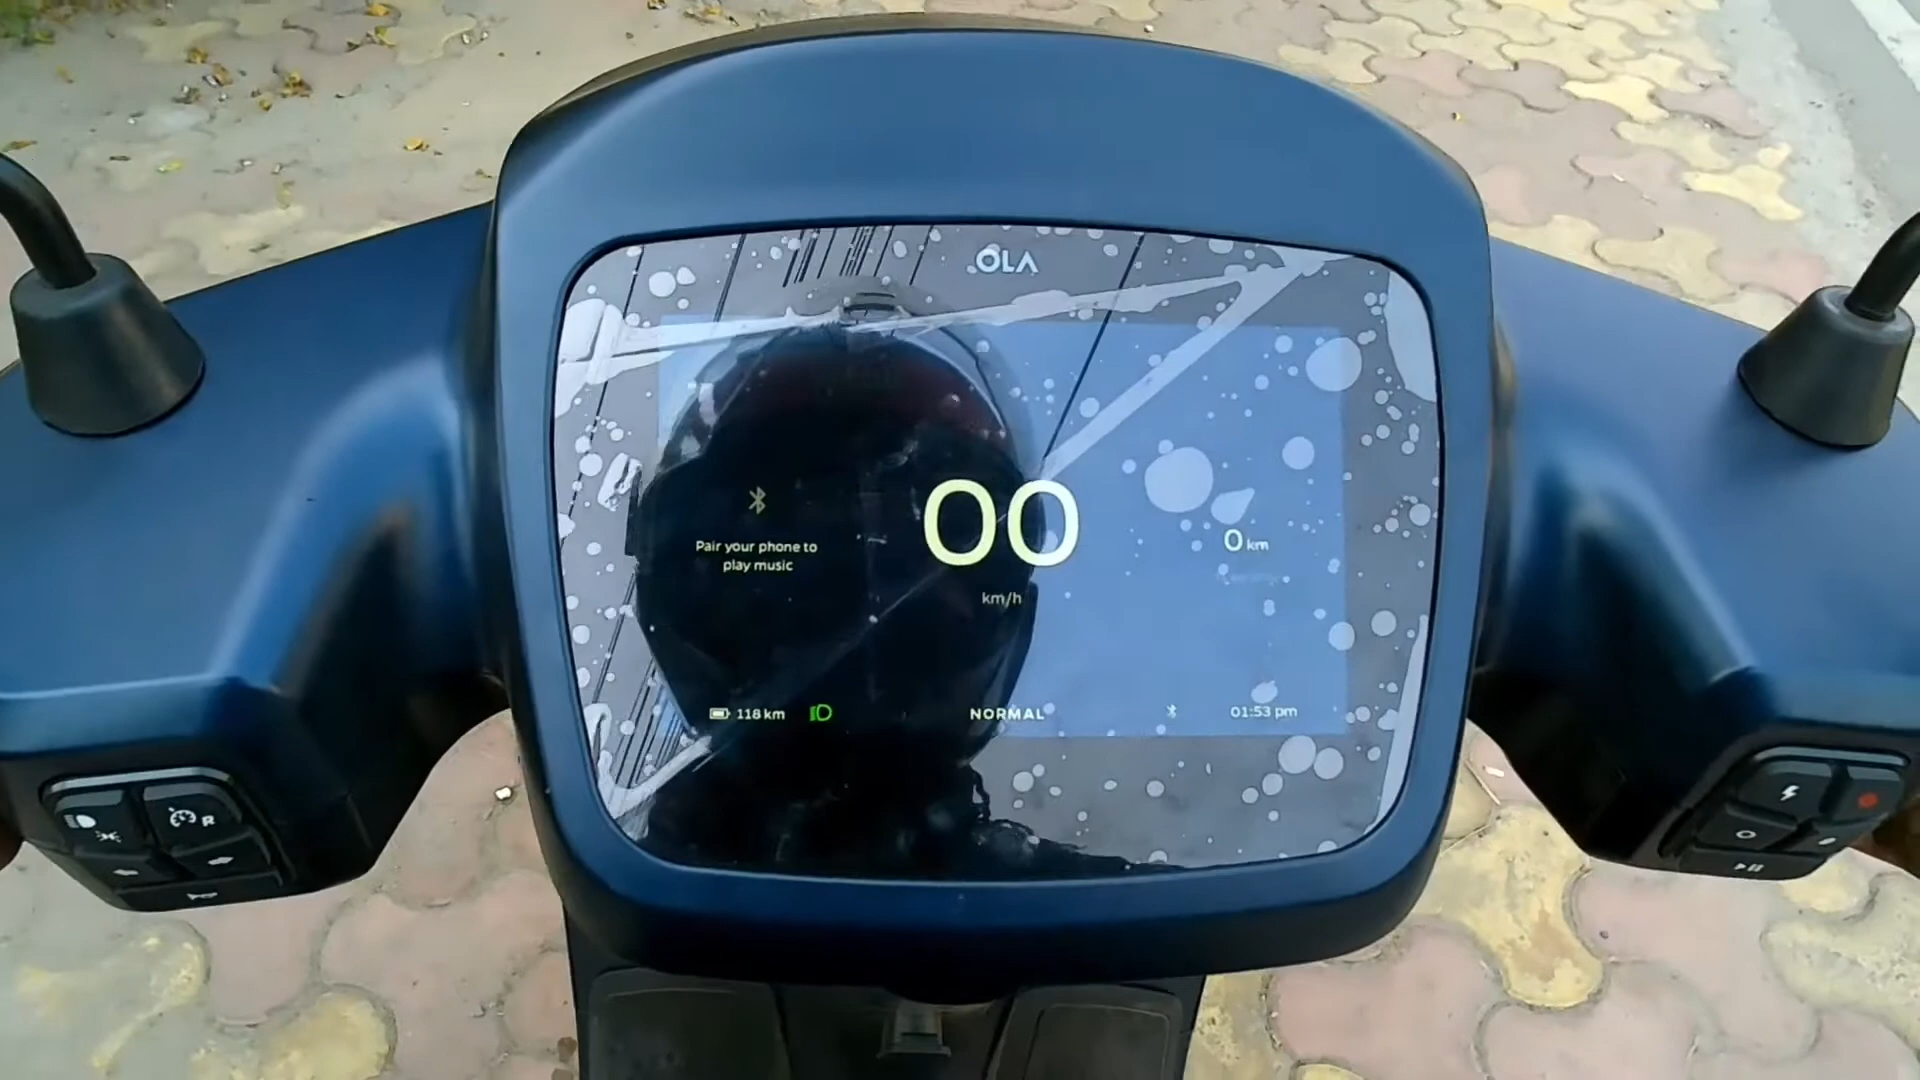 OLA
Pair your phone to
play music
00
km/h
0 km
118 km
NORMAL
01:53 pm
R